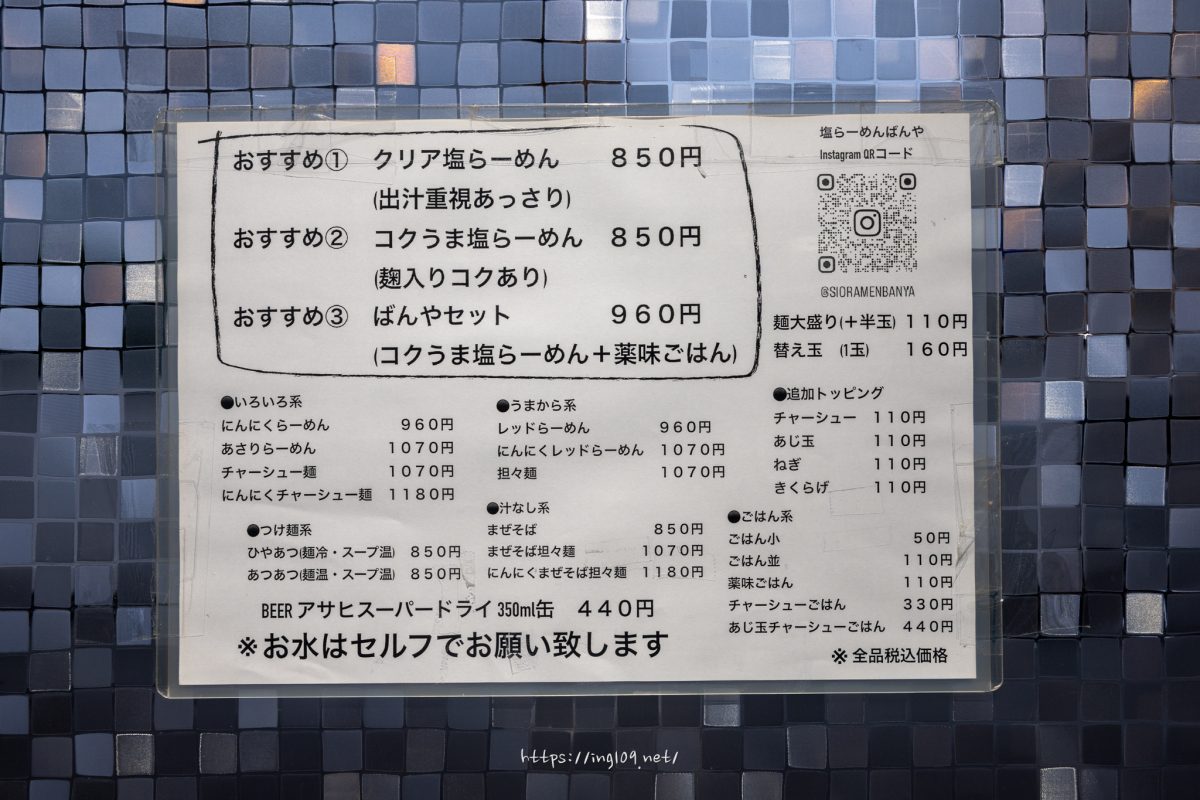 おすすめ① クリア塩らーめん ８５０円
(出汁重視あっさり)
おすすめ② コクうま塩らーめん ８５０円
(麹入りコクあり)
おすすめ③ ばんやセット ９６０円
(コクうま塩らーめん＋薬味ごはん)
塩らーめんばんや
Instagram QRコード
@SIORAMENBANYA
麺大盛り(＋半玉) １１０円
替え玉 (1玉) １６０円
●いろいろ系
にんにくらーめん ９６０円
あさりらーめん １０７０円
チャーシュー麺 １０７０円
にんにくチャーシュー麺 １１８０円
●うまから系
レッドらーめん ９６０円
にんにくレッドらーめん １０７０円
担々麺 １０７０円
●追加トッピング
チャーシュー １１０円
あじ玉 １１０円
ねぎ １１０円
きくらげ １１０円
●つけ麺系
ひやあつ(麺冷・スープ温) ８５０円
あつあつ(麺温・スープ温) ８５０円
●汁なし系
まぜそば ８５０円
まぜそば担々麺 １０７０円
にんにくまぜそば担々麺 １１８０円
●ごはん系
ごはん小 ５０円
ごはん並 １１０円
薬味ごはん １１０円
チャーシューごはん ３３０円
あじ玉チャーシューごはん ４４０円
BEER アサヒスーパードライ 350ml缶 ４４０円
※お水はセルフでお願い致します
※ 全品税込価格
https://ing109.net/